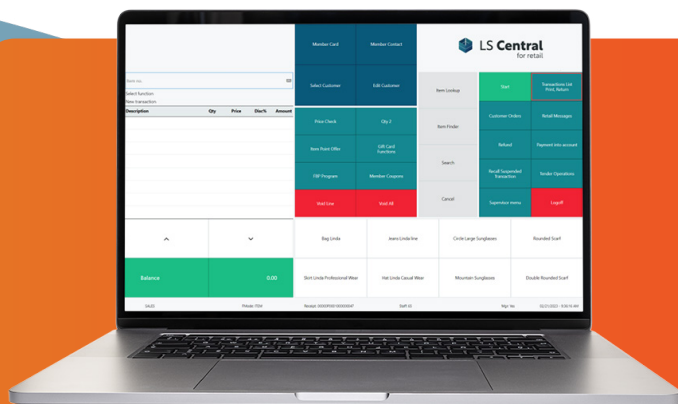 Member Card
Member Contact
LS Central
for retail
Item no.
Select function
New transaction
Select Customer
Edit Customer
Item Lookup
Start
Transactions List
Print, Return
Description Qty Price Disc% Amount
Price Check
Qty 2
Item Finder
Customer Orders
Retail Messages
Item Point Offer
Gift Card
Functions
Search
Refund
Payment into account
FBP Program
Member Coupons
Recall Suspended
Transaction
Tender Operations
Void Line
Void All
Cancel
Supervisor menu
Logoff
Bag Linda
Jeans Linda line
Circle Large Sunglasses
Rounded Scarf
Balance
0.00
Skirt Linda Professional Wear
Hat Linda Casual Wear
Mountain Sunglasses
Double Rounded Scarf
SALES